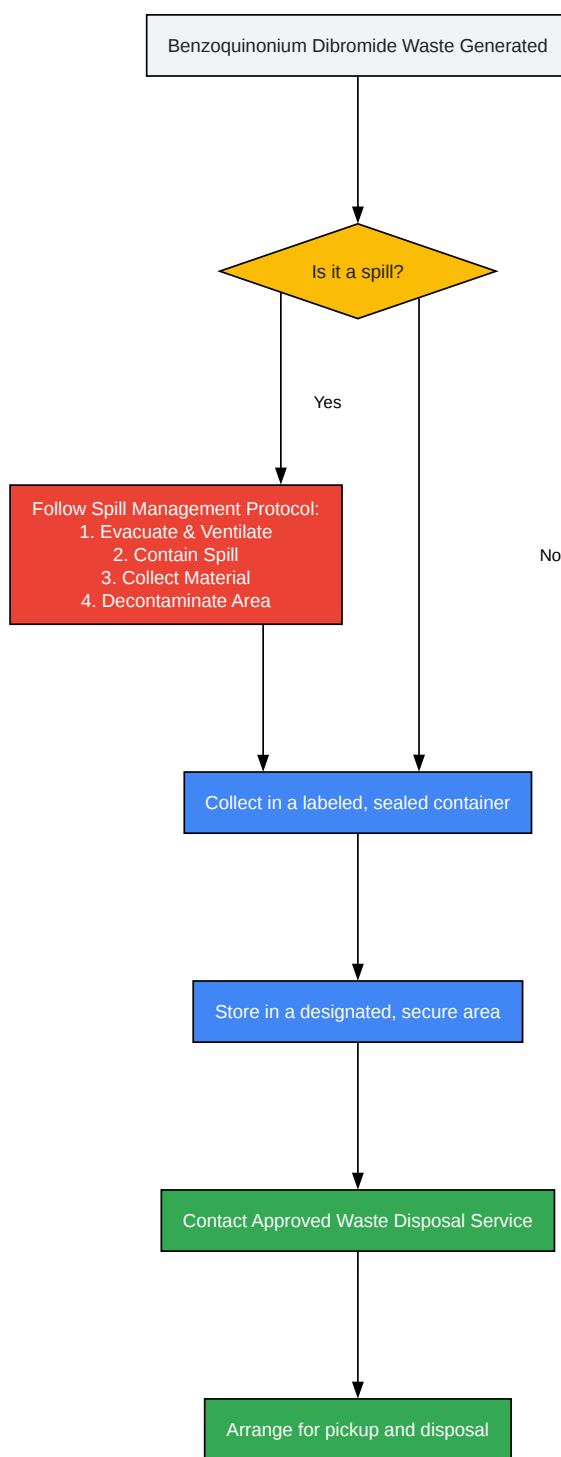 Benzoquinonium Dibromide Waste Generated
Is it a spill?
Yes
Follow Spill Management Protocol:
1. Evacuate & Ventilate
2. Contain Spill
3. Collect Material
4. Decontaminate Area
No
Collect in a labeled, sealed container
Store in a designated, secure area
Contact Approved Waste Disposal Service
Arrange for pickup and disposal